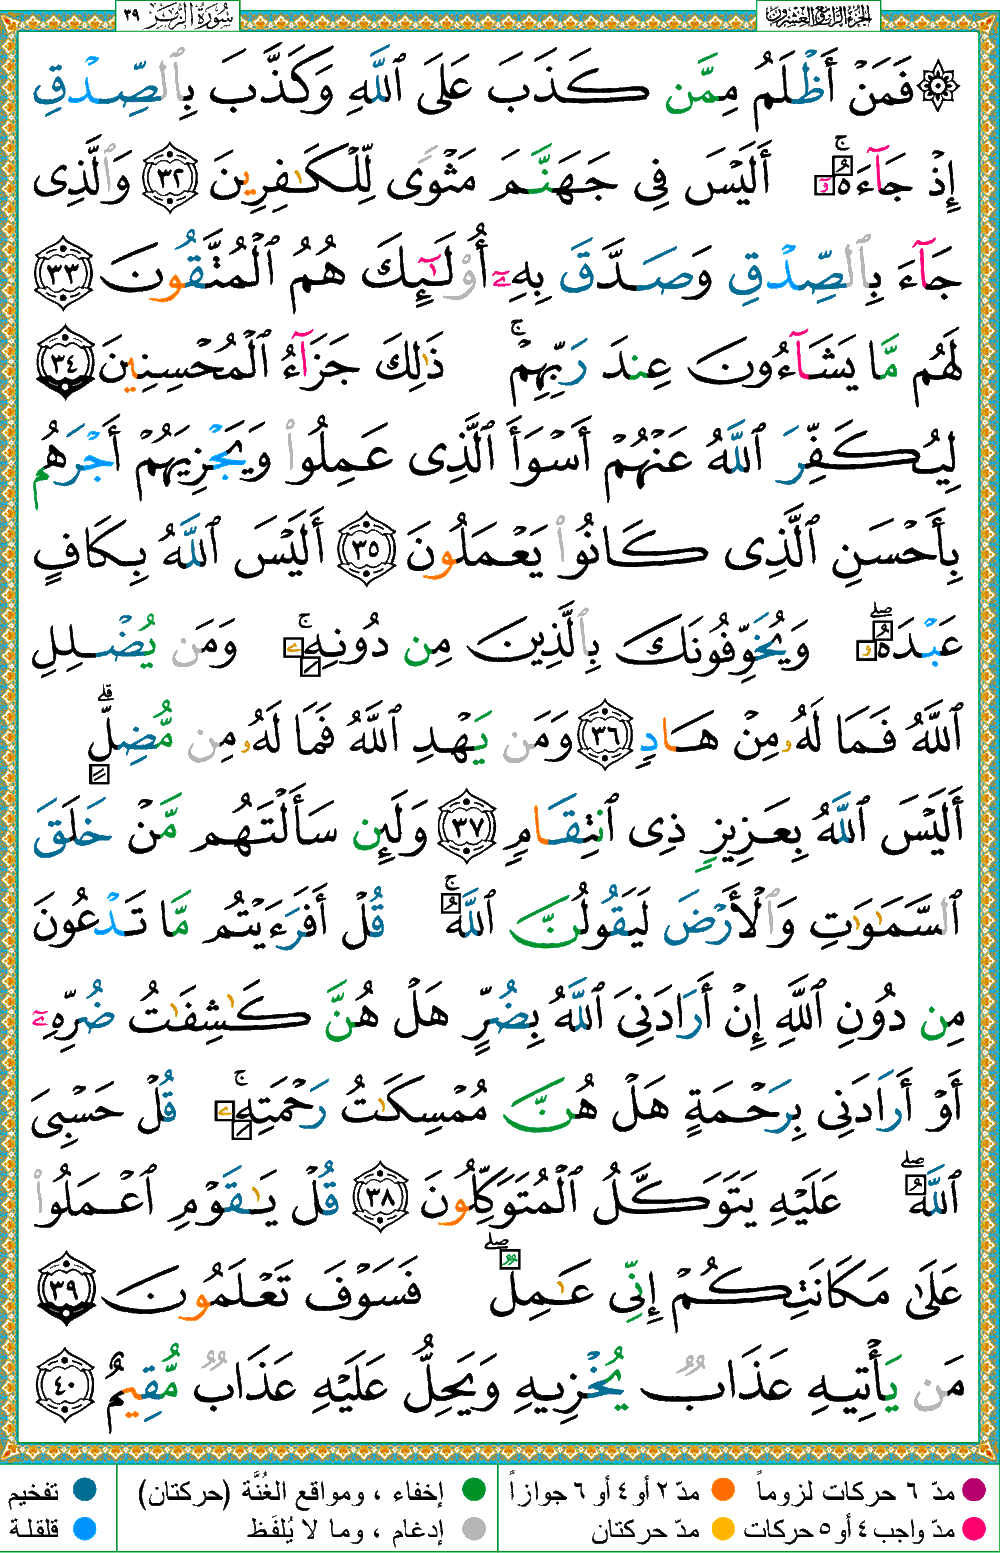 سُورَةُ الزُّمَر ٣٩
الجزء الرابع والعشرون
۞ فَمَنْ أَظْلَمُ مِمَّن كَذَبَ عَلَى ٱللَّهِ وَكَذَّبَ بِٱلصِّدْقِ
إِذْ جَآءَهُۥٓ ۚ أَلَيْسَ فِى جَهَنَّمَ مَثْوًى لِّلْكَـٰفِرِينَ ٣٢ وَٱلَّذِى
جَآءَ بِٱلصِّدْقِ وَصَدَّقَ بِهِۦٓ أُو۟لَـٰٓئِكَ هُمُ ٱلْمُتَّقُونَ ٣٣
لَهُم مَّا يَشَآءُونَ عِندَ رَبِّهِمْ ۚ ذَٰلِكَ جَزَآءُ ٱلْمُحْسِنِينَ ٣٤
لِيُكَفِّرَ ٱللَّهُ عَنْهُمْ أَسْوَأَ ٱلَّذِى عَمِلُوا۟ وَيَجْزِيَهُمْ أَجْرَهُم
بِأَحْسَنِ ٱلَّذِى كَانُوا۟ يَعْمَلُونَ ٣٥ أَلَيْسَ ٱللَّهُ بِكَافٍ
عَبْدَهُۥ ۖ وَيُخَوِّفُونَكَ بِٱلَّذِينَ مِن دُونِهِۦ ۚ وَمَن يُضْلِلِ
ٱللَّهُ فَمَا لَهُۥ مِنْ هَادٍ ٣٦ وَمَن يَهْدِ ٱللَّهُ فَمَا لَهُۥ مِن مُّضِلٍّ ۗ
أَلَيْسَ ٱللَّهُ بِعَزِيزٍ ذِى ٱنتِقَامٍ ٣٧ وَلَئِن سَأَلْتَهُم مَّنْ خَلَقَ
ٱلسَّمَـٰوَٰتِ وَٱلْأَرْضَ لَيَقُولُنَّ ٱللَّهُ ۚ قُلْ أَفَرَءَيْتُم مَّا تَدْعُونَ
مِن دُونِ ٱللَّهِ إِنْ أَرَادَنِىَ ٱللَّهُ بِضُرٍّ هَلْ هُنَّ كَـٰشِفَـٰتُ ضُرِّهِۦٓ
أَوْ أَرَادَنِى بِرَحْمَةٍ هَلْ هُنَّ مُمْسِكَـٰتُ رَحْمَتِهِۦ ۚ قُلْ حَسْبِىَ
ٱللَّهُ ۖ عَلَيْهِ يَتَوَكَّلُ ٱلْمُتَوَكِّلُونَ ٣٨ قُلْ يَـٰقَوْمِ ٱعْمَلُوا۟
عَلَىٰ مَكَانَتِكُمْ إِنِّى عَـٰمِلٌ ۖ فَسَوْفَ تَعْلَمُونَ ٣٩
مَن يَأْتِيهِ عَذَابٌ يُخْزِيهِ وَيَحِلُّ عَلَيْهِ عَذَابٌ مُّقِيمٌ ٤٠
مدّ ٦ حركات لزوماً مدّ ٢ أو ٤ أو ٦ جوازاً إخفاء ، ومواقع الغُنَّة (حركتان) تفخيم
مدّ واجب ٤ أو ٥ حركات مدّ حركتان إدغام ، وما لا يُلفَظ قلقلة